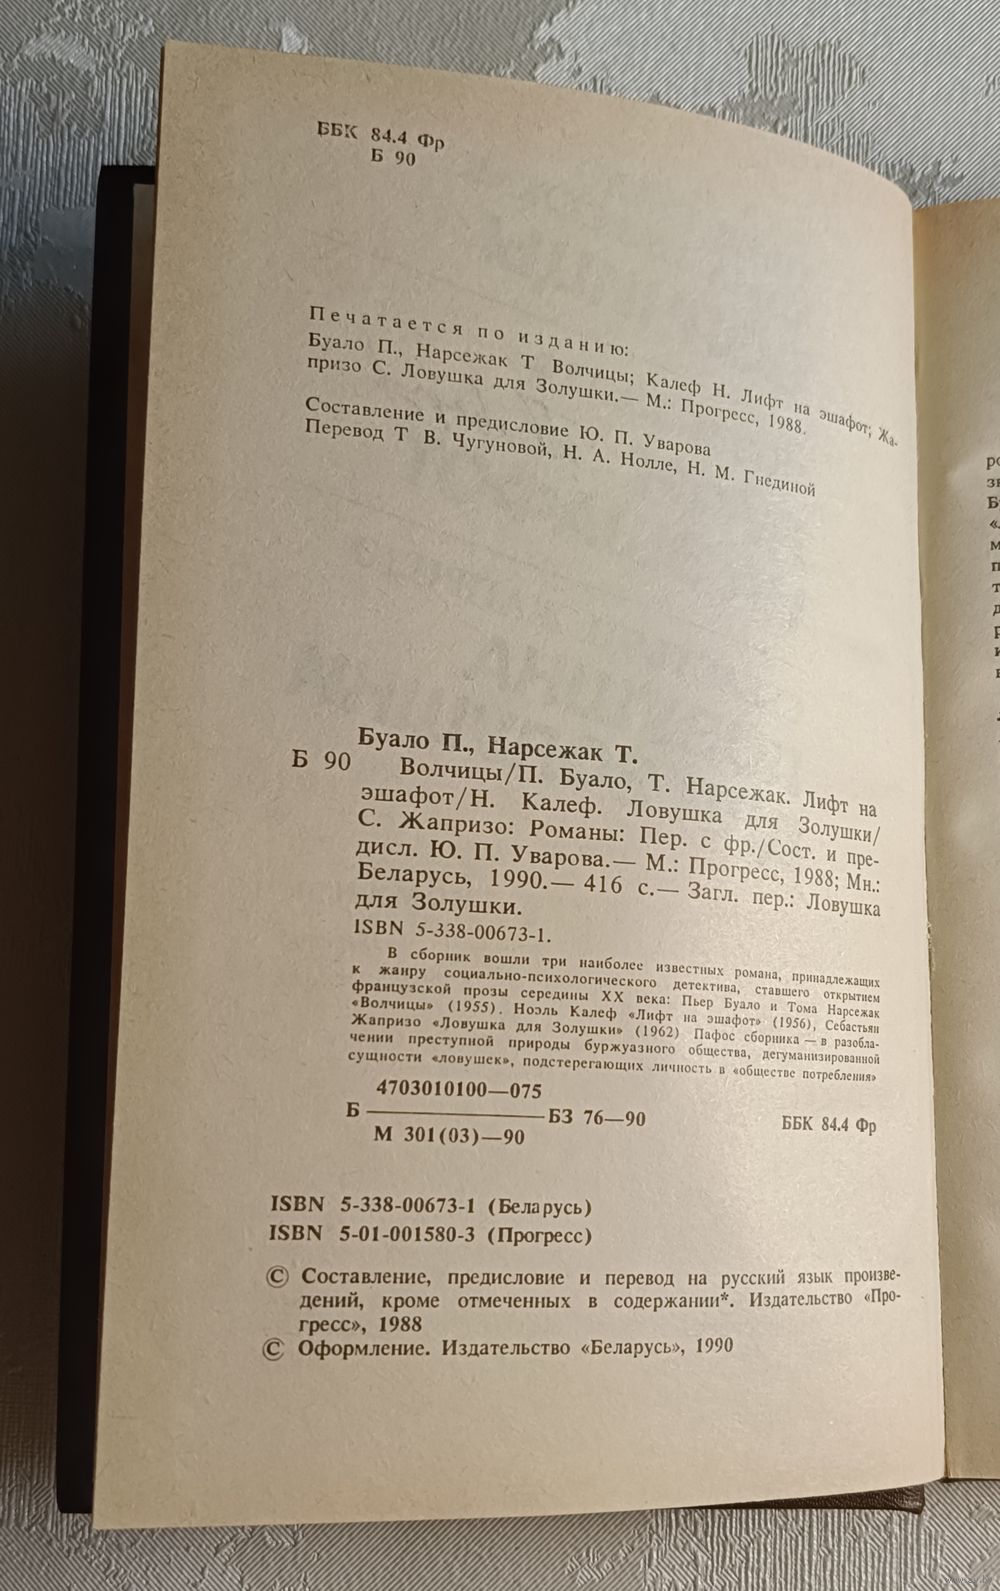 ББК 84.4 Фр
Б 90
Печатается по изданию:
Буало П., Нарсежак Т Волчицы; Калеф Н. Лифт на эшафот; Жа-
призо С. Ловушка для Золушки.— М.: Прогресс, 1988.
Составление и предисловие Ю. П. Уварова
Перевод Т В. Чугуновой, Н. А. Нолле, Н. М. Гнединой
Буало П., Нарсежак Т.
Б 90 Волчицы/П. Буало, Т. Нарсежак. Лифт на
эшафот/Н. Калеф. Ловушка для Золушки/
С. Жапризо: Романы: Пер. с фр./Сост. и пре-
дисл. Ю. П. Уварова.— М.: Прогресс, 1988; Мн.:
Беларусь, 1990.— 416 с.— Загл. пер.: Ловушка
для Золушки.
ISBN 5-338-00673-1.
В сборник вошли три наиболее известных романа, принадлежащих
к жанру социально-психологического детектива, ставшего открытием
французской прозы середины XX века: Пьер Буало и Тома Нарсежак
«Волчицы» (1955). Ноэль Калеф «Лифт на эшафот» (1956), Себастьян
Жапризо «Ловушка для Золушки» (1962) Пафос сборника — в разобла-
чении преступной природы буржуазного общества, дегуманизированной
сущности «ловушек», подстерегающих личность в «обществе потребления»
4703010100—075
Б ———— БЗ 76—90
М 301(03)—90
ББК 84.4 Фр
ISBN 5-338-00673-1 (Беларусь)
ISBN 5-01-001580-3 (Прогресс)
© Составление, предисловие и перевод на русский язык произве-
дений, кроме отмеченных в содержании*. Издательство «Про-
гресс», 1988
© Оформление. Издательство «Беларусь», 1990